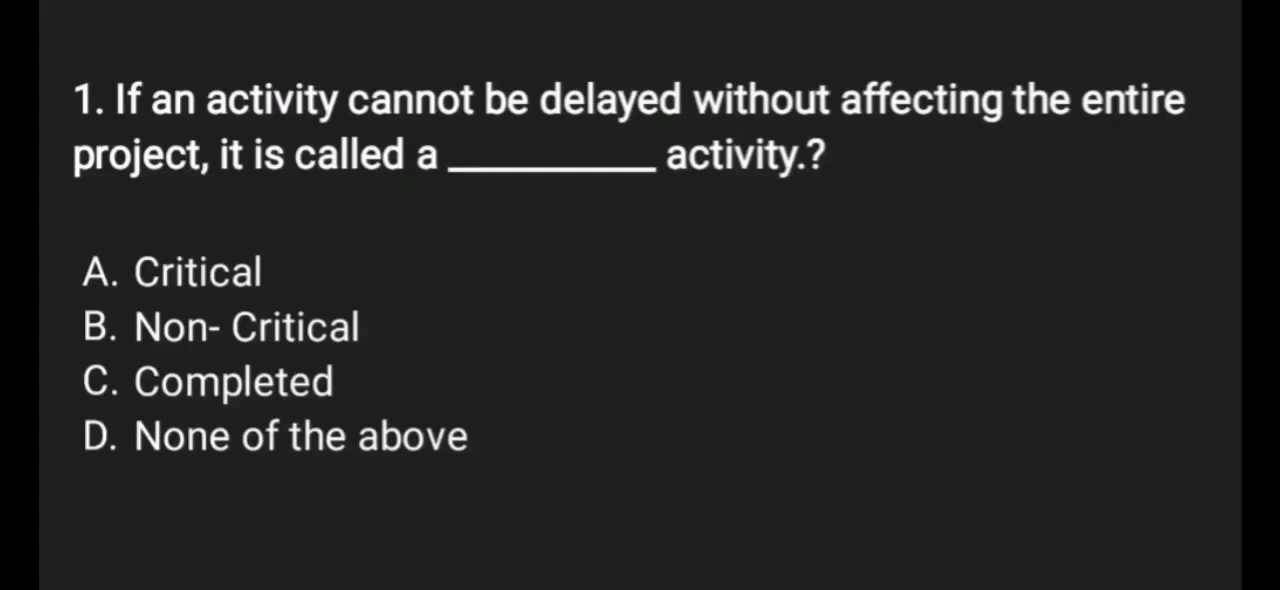 1. If an activity cannot be delayed without affecting the entire
project, it is called a __________ activity.?
A. Critical
B. Non- Critical
C. Completed
D. None of the above